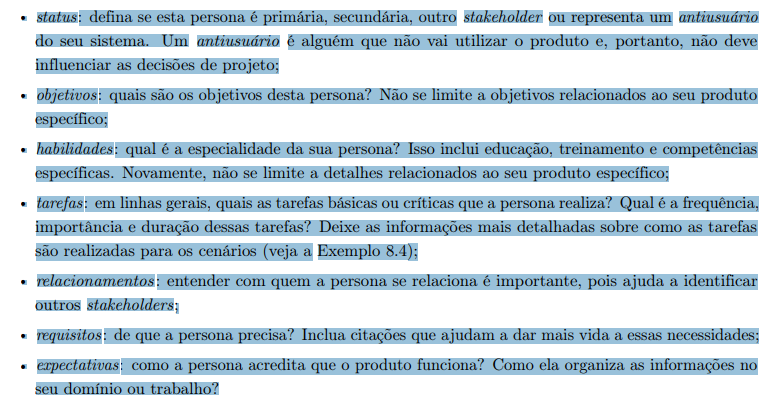 • status: defina se esta persona é primária, secundária, outro stakeholder ou representa um antiusuário
do seu sistema. Um antiusuário é alguém que não vai utilizar o produto e, portanto, não deve
influenciar as decisões de projeto;
• objetivos: quais são os objetivos desta persona? Não se limite a objetivos relacionados ao seu produto
específico;
• habilidades: qual é a especialidade da sua persona? Isso inclui educação, treinamento e competências
específicas. Novamente, não se limite a detalhes relacionados ao seu produto específico;
• tarefas: em linhas gerais, quais as tarefas básicas ou críticas que a persona realiza? Qual é a frequência,
importância e duração dessas tarefas? Deixe as informações mais detalhadas sobre como as tarefas
são realizadas para os cenários (veja a Exemplo 8.4);
• relacionamentos: entender com quem a persona se relaciona é importante, pois ajuda a identificar
outros stakeholders;
• requisitos: de que a persona precisa? Inclua citações que ajudam a dar mais vida a essas necessidades;
• expectativas: como a persona acredita que o produto funciona? Como ela organiza as informações no
seu domínio ou trabalho?